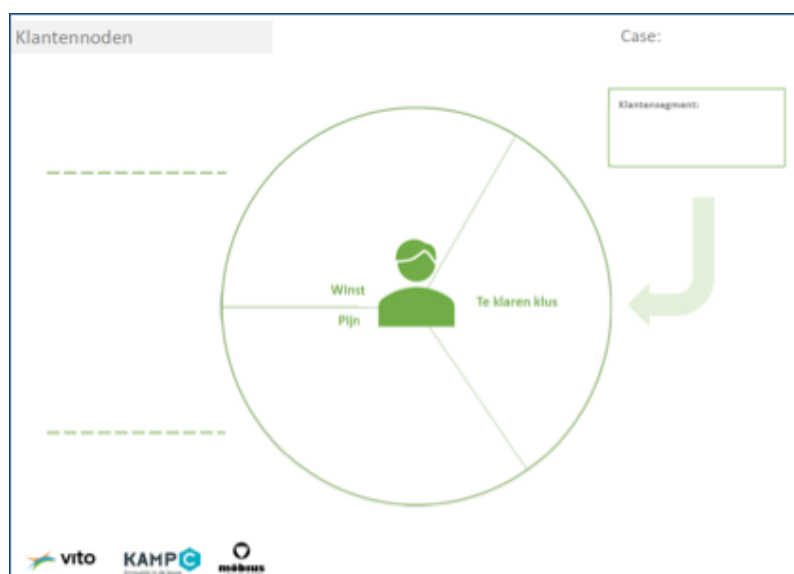 Klantennoden
Case:
Klantensegment:
Winst
Pijn
Te klaren klus
vito
KAMP C
möbius